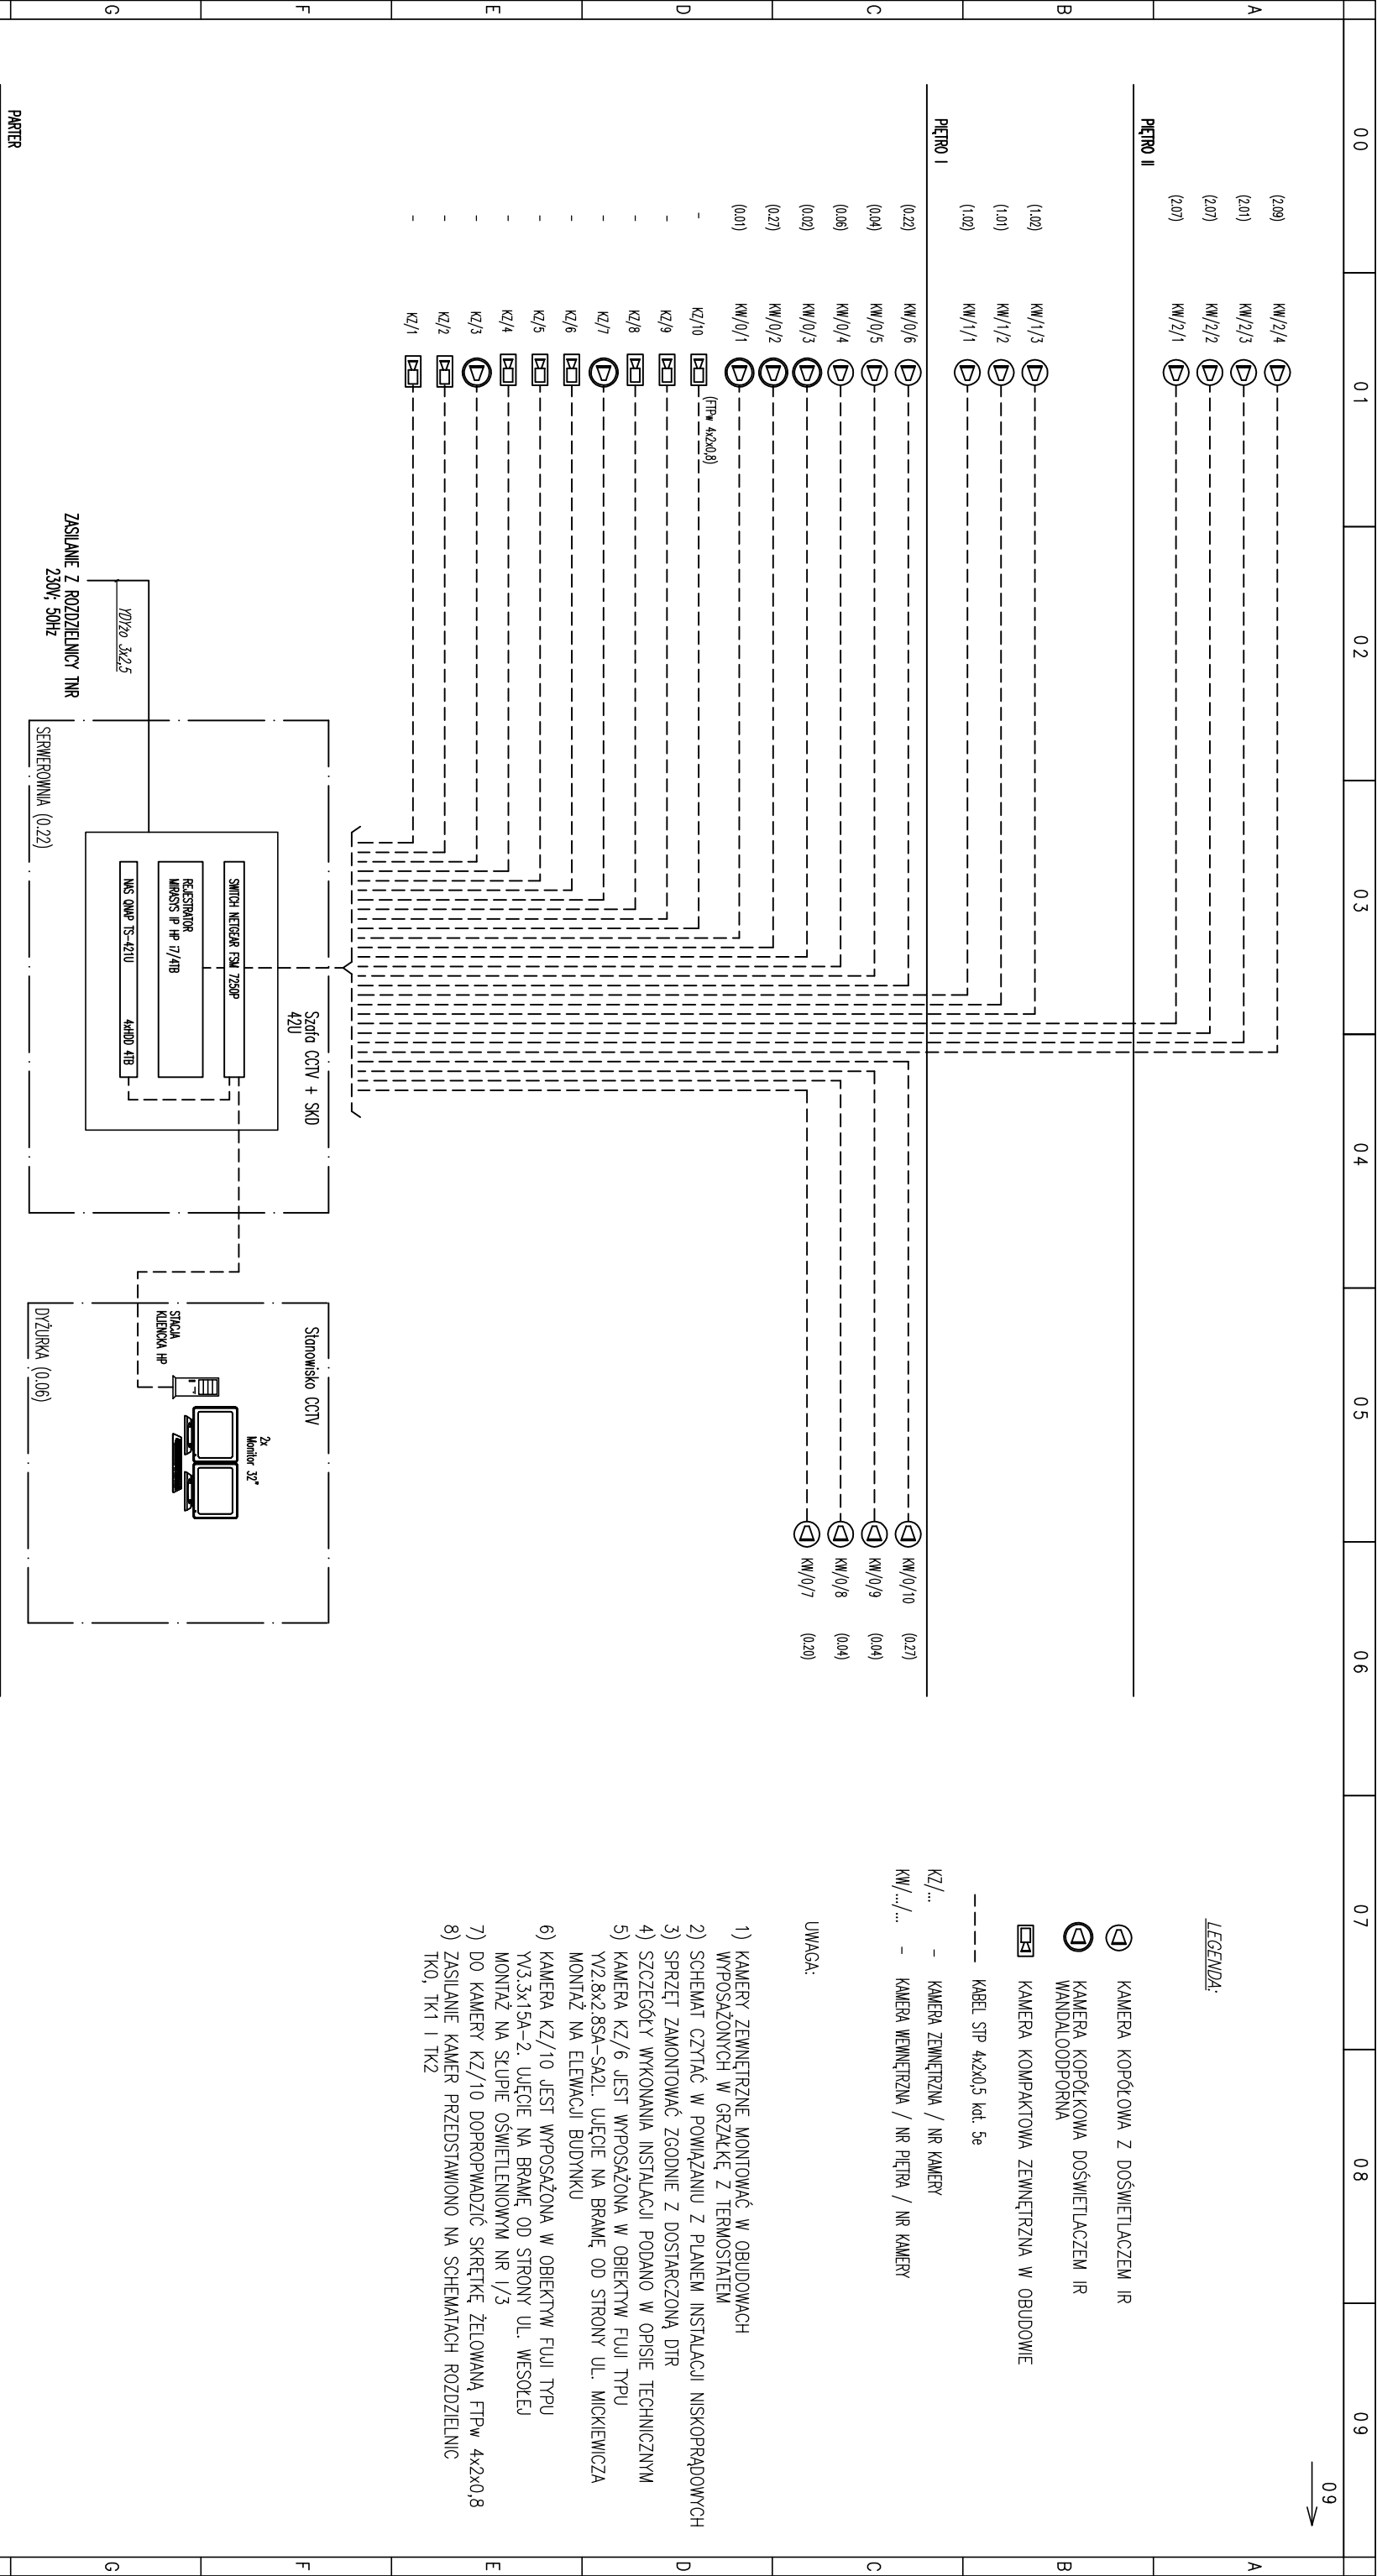 00
01
02
03
04
05
06
07
08
09
09
A
B
C
D
E
F
G
A
B
C
D
E
F
G
PIĘTRO II
(2.09) KW/2/4
(2.01) KW/2/3
(2.07) KW/2/2
(2.07) KW/2/1
PIĘTRO I
(1.02) KW/1/3
(1.01) KW/1/2
(1.02) KW/1/1
(0.22) KW/0/6
(0.04) KW/0/5
(0.06) KW/0/4
(0.02) KW/0/3
(0.27) KW/0/2
(0.01) KW/0/1
- KZ/10
(FTPw 4x2x0,8)
- KZ/9
- KZ/8
- KZ/7
- KZ/6
- KZ/5
- KZ/4
- KZ/3
- KZ/2
- KZ/1
KW/0/10 (0.27)
KW/0/9 (0.04)
KW/0/8 (0.04)
KW/0/7 (0.20)
PARTER
YDYżo 3x2,5
ZASILANIE Z ROZDZIELNICY TNR
230V; 50Hz
Szafa CCTV + SKD
42U
SWITCH NETGEAR FSM 7250P
REJESTRATOR
MIRASYS IP HP i7/4TB
NAS QNAP TS-421U 4xHDD 4TB
SERWEROWNIA (0.22)
Stanowisko CCTV
2x
Monitor 32"
STACJA
KLIENCKA HP
DYŻURKA (0.06)
LEGENDA:
KAMERA KOPÓŁOWA Z DOŚWIETLACZEM IR
KAMERA KOPÓŁKOWA DOŚWIETLACZEM IR
WANDALOODPORNA
KAMERA KOMPAKTOWA ZEWNĘTRZNA W OBUDOWIE
KABEL STP 4x2x0,5 kat. 5e
KZ/... - KAMERA ZEWNĘTRZNA / NR KAMERY
KW/.../... - KAMERA WEWNĘTRZNA / NR PIĘTRA / NR KAMERY
UWAGA:
1) KAMERY ZEWNĘTRZNE MONTOWAĆ W OBUDOWACH
WYPOSAŻONYCH W GRZAŁKĘ Z TERMOSTATEM
2) SCHEMAT CZYTAĆ W POWIĄZANIU Z PLANEM INSTALACJI NISKOPRĄDOWYCH
3) SPRZĘT ZAMONTOWAĆ ZGODNIE Z DOSTARCZONĄ DTR
4) SZCZEGÓŁY WYKONANIA INSTALACJI PODANO W OPISIE TECHNICZNYM
5) KAMERA KZ/6 JEST WYPOSAŻONA W OBIEKTYW FUJI TYPU
YV2.8x2.8SA-SA2L. UJĘCIE NA BRAMĘ OD STRONY UL. MICKIEWICZA
MONTAŻ NA ELEWACJI BUDYNKU
6) KAMERA KZ/10 JEST WYPOSAŻONA W OBIEKTYW FUJI TYPU
YV3.3x15A-2. UJĘCIE NA BRAMĘ OD STRONY UL. WESOŁEJ
MONTAŻ NA SŁUPIE OŚWIETLENIOWYM NR I/3
7) DO KAMERY KZ/10 DOPROPWADZIĆ SKRĘTKĘ ŻELOWANĄ FTPw 4x2x0,8
8) ZASILANIE KAMER PRZEDSTAWIONO NA SCHEMATACH ROZDZIELNIC
TK0, TK1 I TK2